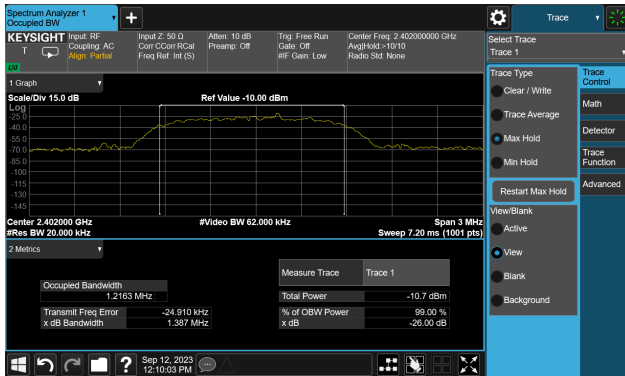 Spectrum Analyzer 1
Occupied BW
Trace
KEYSIGHT
Input: RF
Coupling: AC
Align: Partial
Input Z: 50 Ω
Corr CCorr RCal
Freq Ref: Int (S)
Atten: 10 dB
Preamp: Off
Trig: Free Run
Gate: Off
#IF Gain: Low
Center Freq: 2.402000000 GHz
Avg|Hold:>10/10
Radio Std: None
T
LXI
Select Trace
Trace 1
1 Graph
Scale/Div 15.0 dB
Ref Value -10.00 dBm
Log
-25.0
-40.0
-55.0
-70.0
-85.0
-100
-115
-130
-145
Center 2.402000 GHz
#Res BW 20.000 kHz
#Video BW 62.000 kHz
Span 3 MHz
Sweep 7.20 ms (1001 pts)
2 Metrics
Measure Trace Trace 1
Occupied Bandwidth
1.2163 MHz
Total Power -10.7 dBm
Transmit Freq Error -24.910 kHz
% of OBW Power 99.00 %
x dB Bandwidth 1.387 MHz
x dB -26.00 dB
Trace Type
Clear / Write
Trace Average
Max Hold
Min Hold
Restart Max Hold
View/Blank
Active
View
Blank
Background
Trace
Control
Math
Detector
Trace
Function
Advanced
?
Sep 12, 2023
12:10:03 PM